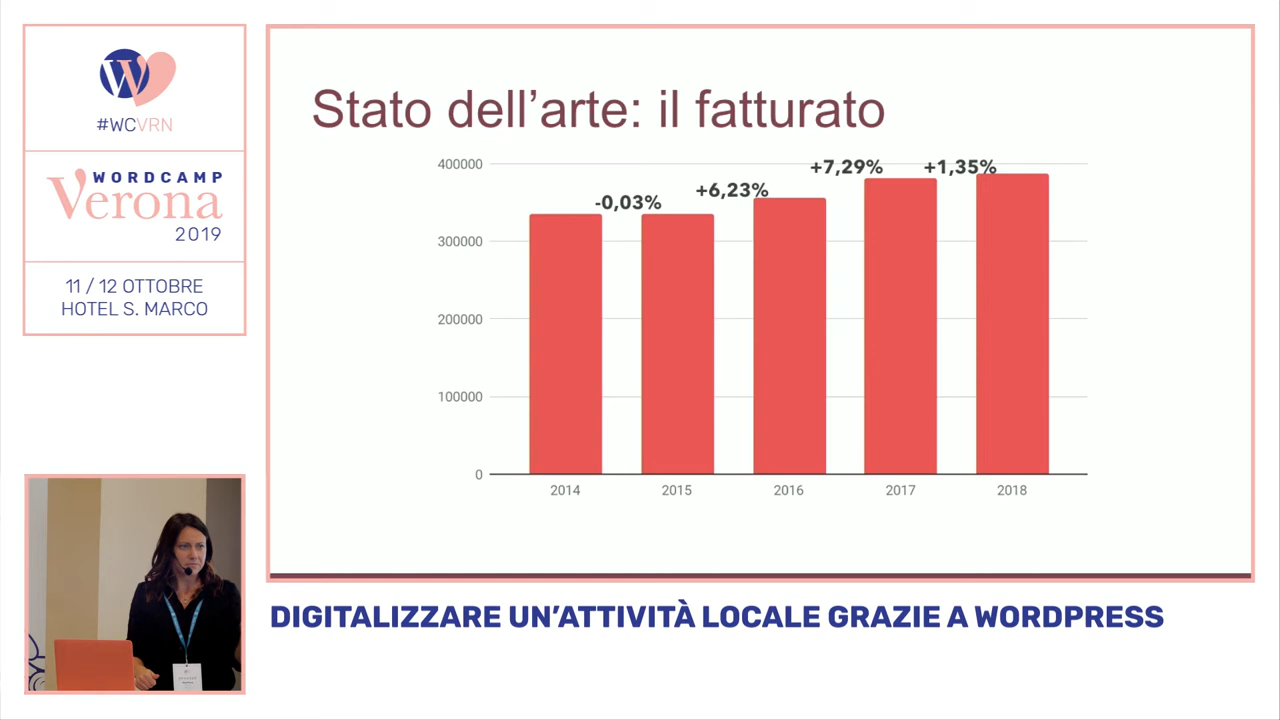 #WCVRN
WORDCAMP
Verona
2019
11 / 12 OTTOBRE
HOTEL S. MARCO
Stato dell’arte: il fatturato
400000
300000
200000
100000
0
-0,03%
+6,23%
+7,29%
+1,35%
2014
2015
2016
2017
2018
DIGITALIZZARE UN’ATTIVITÀ LOCALE GRAZIE A WORDPRESS